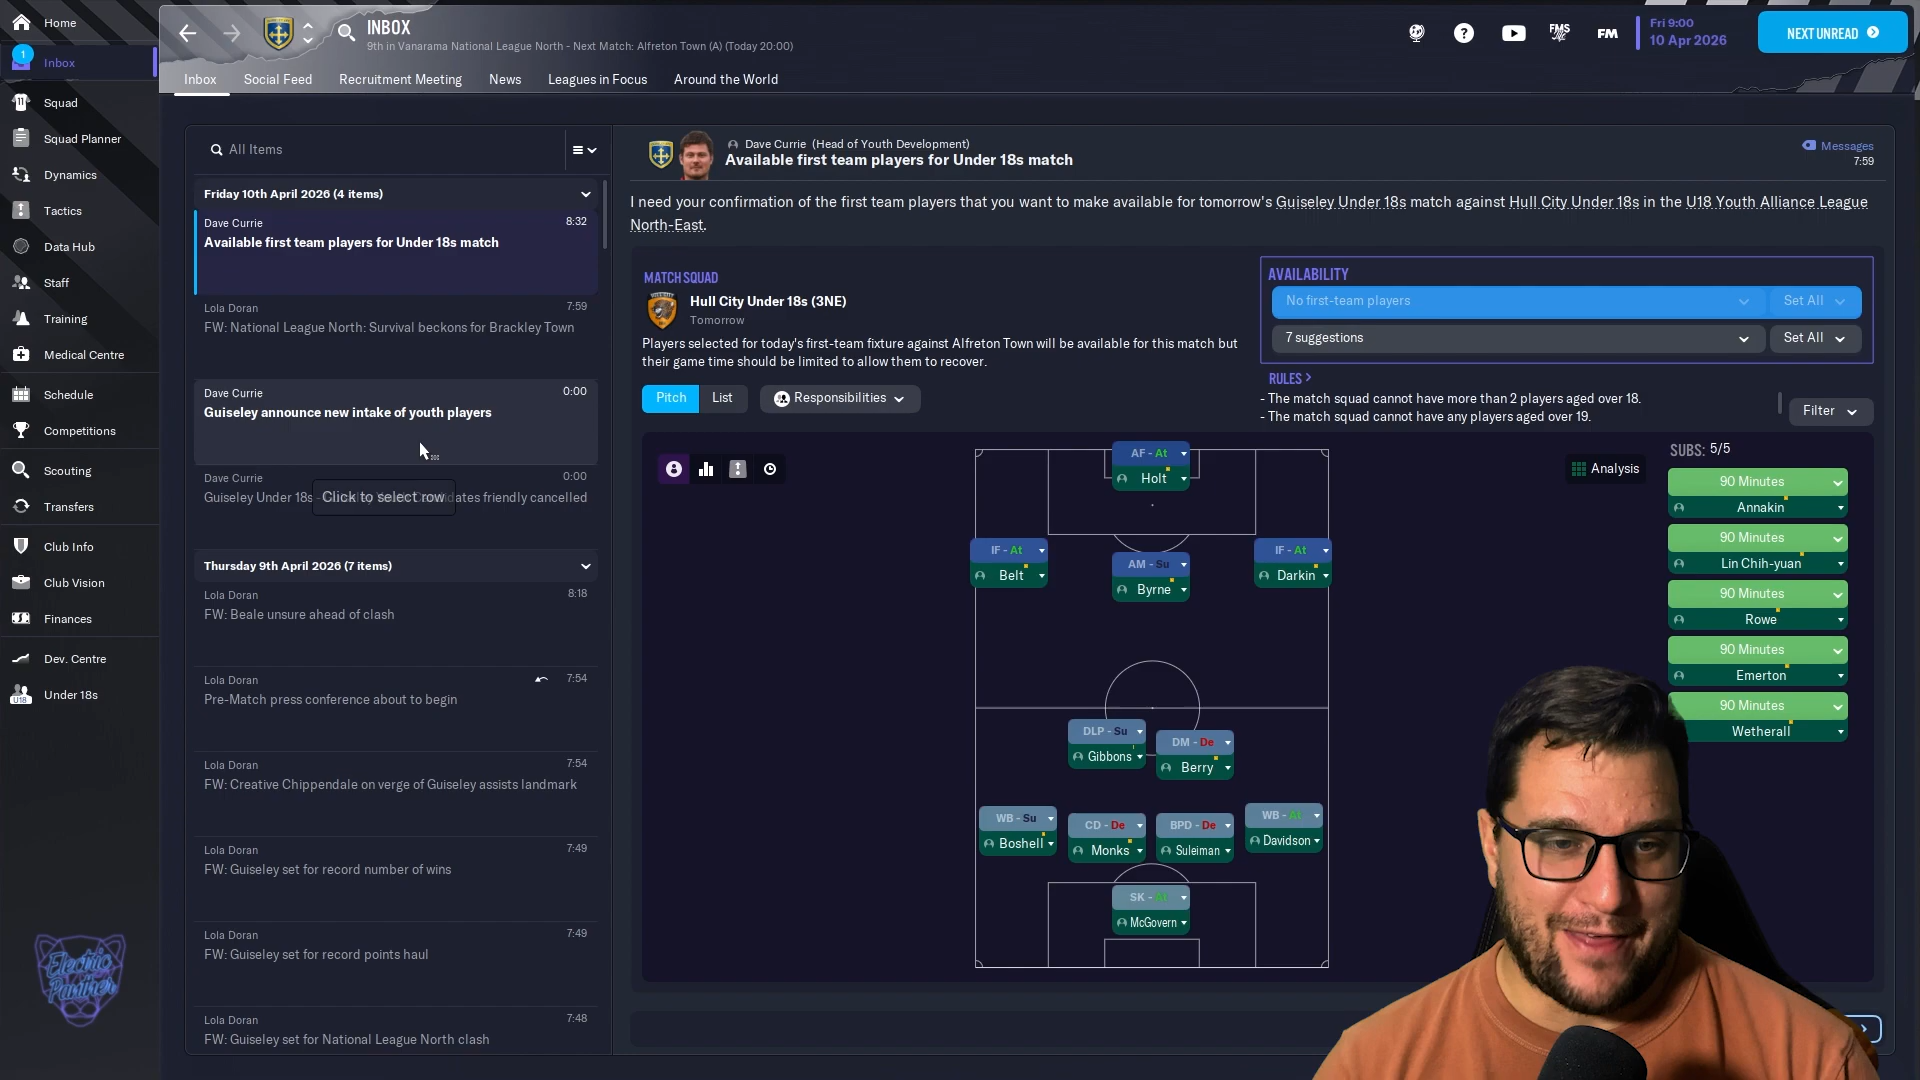 Home
1
Inbox
Squad
Squad Planner
Dynamics
Tactics
Data Hub
Staff
Training
Medical Centre
Schedule
Competitions
Scouting
Transfers
Club Info
Club Vision
Finances
Dev. Centre
Under 18s
Electric
Panther
INBOX
9th in Vanarama National League North - Next Match: Alfreton Town (A) (Today 20:00)
FM
Fri 9:00
10 Apr 2026
NEXT UNREAD
Inbox
Social Feed
Recruitment Meeting
News
Leagues in Focus
Around the World
All Items
Friday 10th April 2026 (4 items)
Dave Currie 8:32
Available first team players for Under 18s match
Lola Doran 7:59
FW: National League North: Survival beckons for Brackley Town
Dave Currie 0:00
Guiseley announce new intake of youth players
Dave Currie 0:00
Guiseley Under 18s
Click to select row
friendly cancelled
Thursday 9th April 2026 (7 items)
Lola Doran 8:18
FW: Beale unsure ahead of clash
Lola Doran 7:54
Pre-Match press conference about to begin
Lola Doran 7:54
FW: Creative Chippendale on verge of Guiseley assists landmark
Lola Doran 7:49
FW: Guiseley set for record number of wins
Lola Doran 7:49
FW: Guiseley set for record points haul
Lola Doran 7:48
FW: Guiseley set for National League North clash
Dave Currie (Head of Youth Development)
Available first team players for Under 18s match
Messages
7:59
I need your confirmation of the first team players that you want to make available for tomorrow's Guiseley Under 18s match against Hull City Under 18s in the U18 Youth Alliance League
North-East.
MATCH SQUAD
Hull City Under 18s (3NE)
Tomorrow
Players selected for today's first-team fixture against Alfreton Town will be available for this match but
their game time should be limited to allow them to recover.
AVAILABILITY
No first-team players Set All
7 suggestions Set All
RULES >
- The match squad cannot have more than 2 players aged over 18.
- The match squad cannot have any players aged over 19.
Filter
Pitch
List
Responsibilities
Analysis
AF - At
Holt
IF - At
Belt
AM - Su
Byrne
IF - At
Darkin
DLP - Su
Gibbons
DM - De
Berry
WB - Su
Boshell
CD - De
Monks
BPD - De
Suleiman
WB - At
Davidson
SK - At
McGovern
SUBS: 5/5
90 Minutes
Annakin
90 Minutes
Lin Chih-yuan
90 Minutes
Rowe
90 Minutes
Emerton
90 Minutes
Wetherall